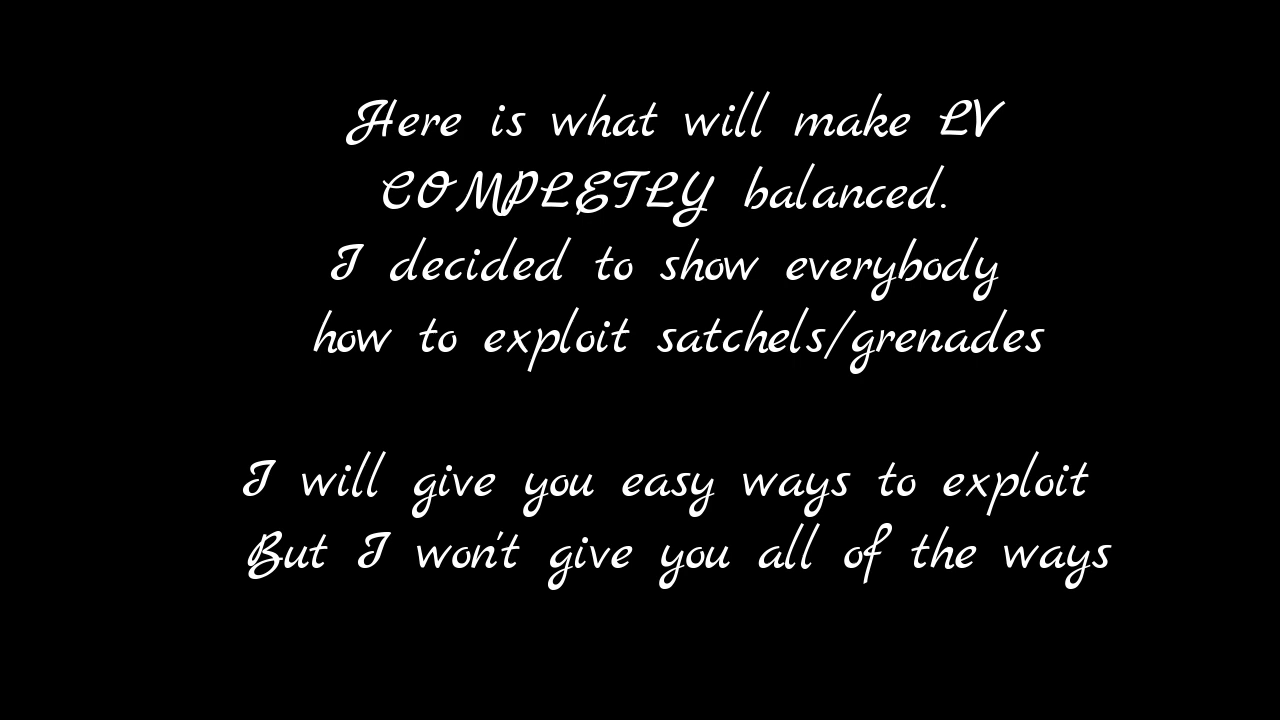 Here is what will make LV
COMPLETLY balanced.
I decided to show everybody
how to exploit satchels/grenades
I will give you easy ways to exploit
But I won't give you all of the ways